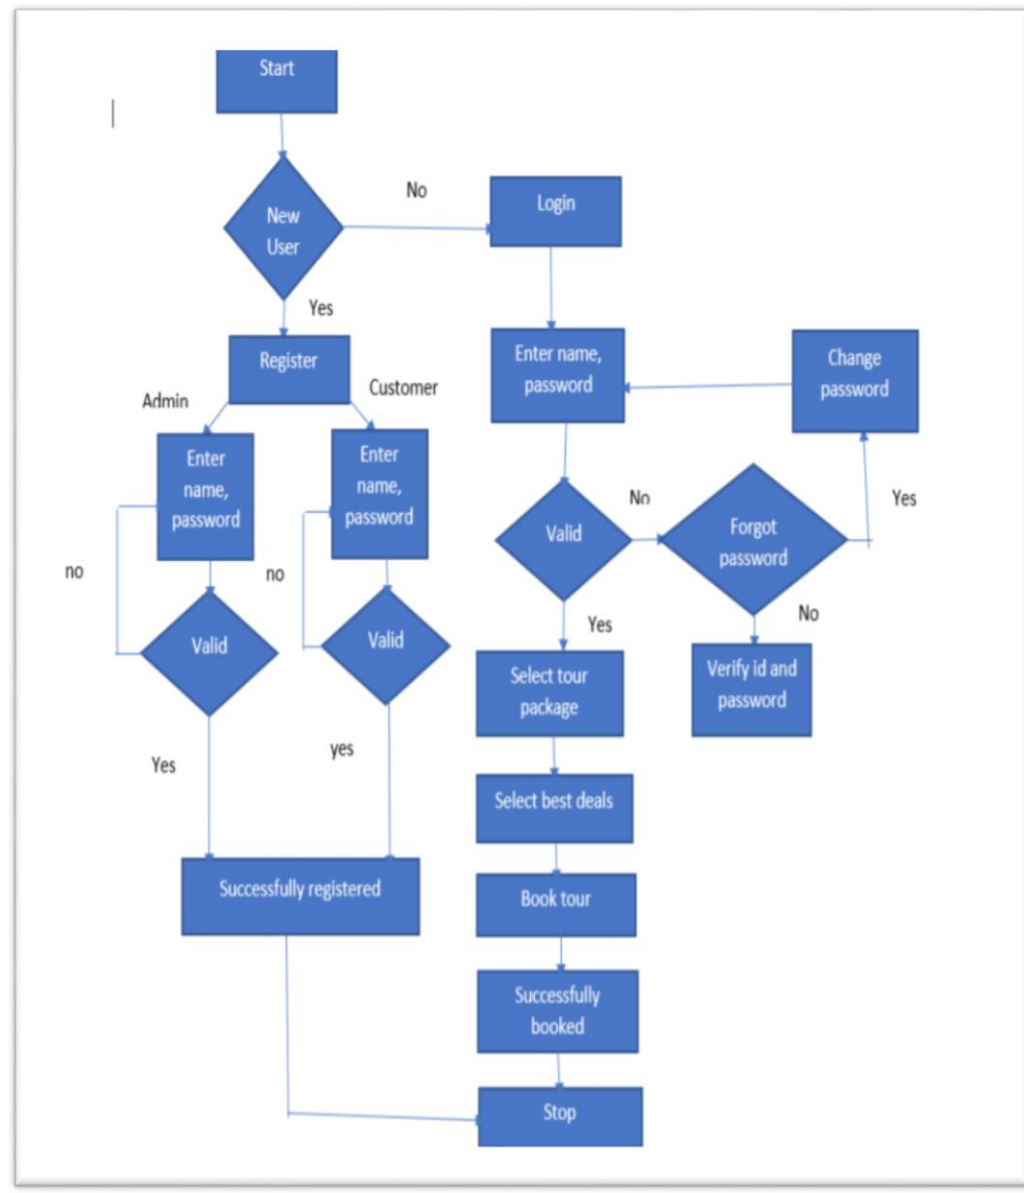 Start
New
User
No
Login
Yes
Register
Admin
Customer
Enter name,
password
Change
password
Enter
name,
password
Enter
name,
password
no
no
Valid
Valid
Valid
No
Forgot
password
Yes
Yes
No
Select tour
package
Verify id and
password
Yes
yes
Select best deals
Successfully registered
Book tour
Successfully
booked
Stop